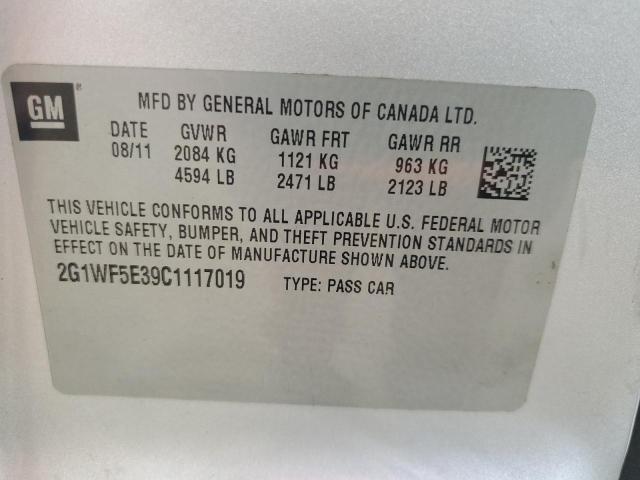 GM ®
MFD BY GENERAL MOTORS OF CANADA LTD.
DATE GVWR GAWR FRT GAWR RR
08/11 2084 KG 1121 KG 963 KG
4594 LB 2471 LB 2123 LB
THIS VEHICLE CONFORMS TO ALL APPLICABLE U.S. FEDERAL MOTOR
VEHICLE SAFETY, BUMPER, AND THEFT PREVENTION STANDARDS IN
EFFECT ON THE DATE OF MANUFACTURE SHOWN ABOVE.
2G1WF5E39C1117019 TYPE: PASS CAR